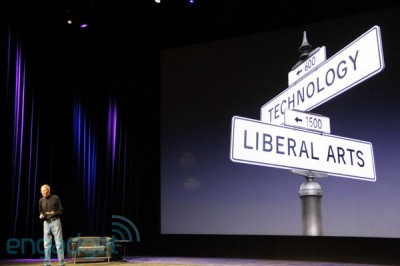 ← 600
TECHNOLOGY
← 1500
LIBERAL ARTS
engadget